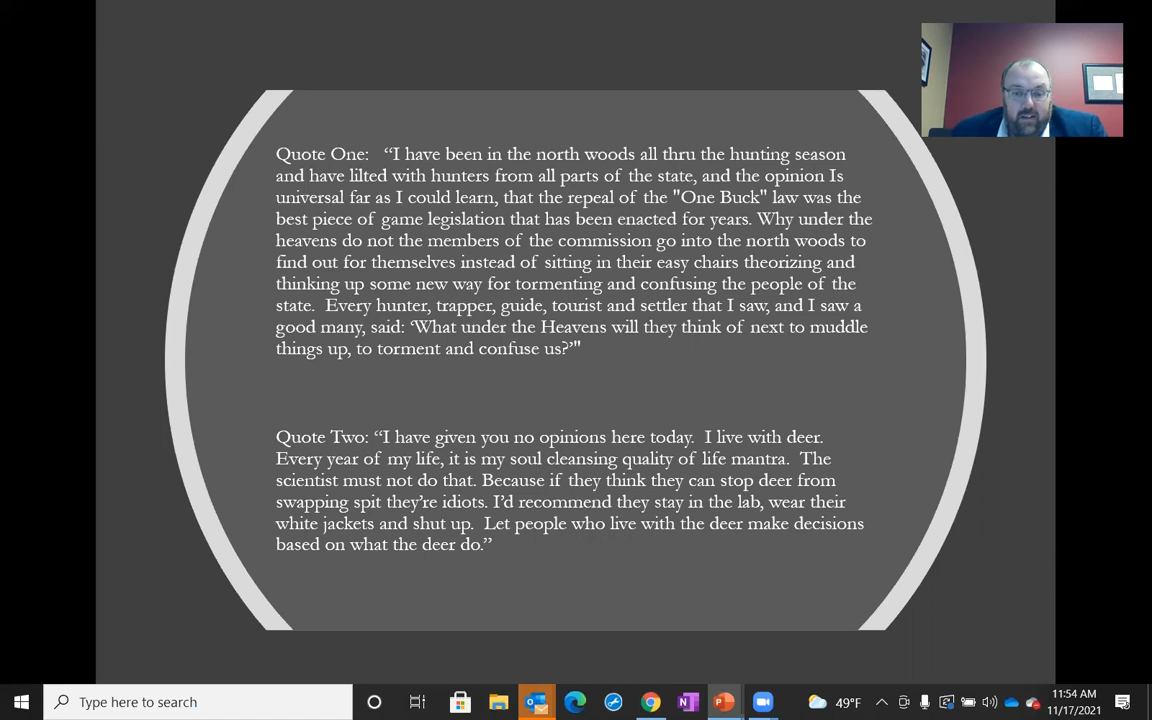 Quote One: “I have been in the north woods all thru the hunting season
and have lilted with hunters from all parts of the state, and the opinion Is
universal far as I could learn, that the repeal of the "One Buck" law was the
best piece of game legislation that has been enacted for years. Why under the
heavens do not the members of the commission go into the north woods to
find out for themselves instead of sitting in their easy chairs theorizing and
thinking up some new way for tormenting and confusing the people of the
state. Every hunter, trapper, guide, tourist and settler that I saw, and I saw a
good many, said: ‘What under the Heavens will they think of next to muddle
things up, to torment and confuse us?’"
Quote Two: “I have given you no opinions here today. I live with deer.
Every year of my life, it is my soul cleansing quality of life mantra. The
scientist must not do that. Because if they think they can stop deer from
swapping spit they’re idiots. I’d recommend they stay in the lab, wear their
white jackets and shut up. Let people who live with the deer make decisions
based on what the deer do.”
Type here to search
49°F
11:54 AM
11/17/2021